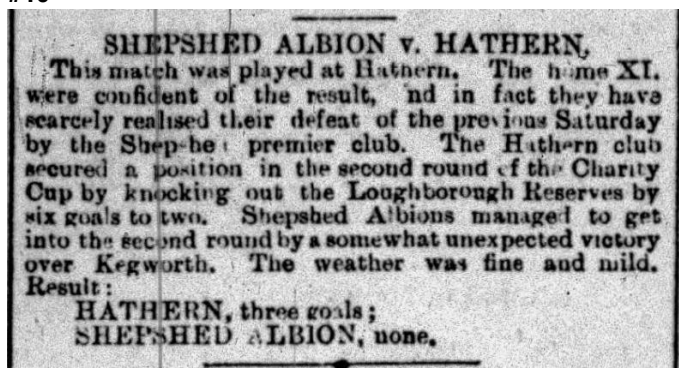 SHEPSHED ALBION v. HATHERN.
This match was played at Hathern. The home XI.
were confident of the result, nd in fact they have
scarcely realised their defeat of the previous Saturday
by the Shepshe premier club. The Hathern club
secured a position in the second round of the Charity
Cup by knocking out the Loughborough Reserves by
six goals to two. Shepshed Albions managed to get
into the second round by a somewhat unexpected victory
over Kegworth. The weather was fine and mild.
Result:
HATHERN, three goals;
SHEPSHED ALBION, none.